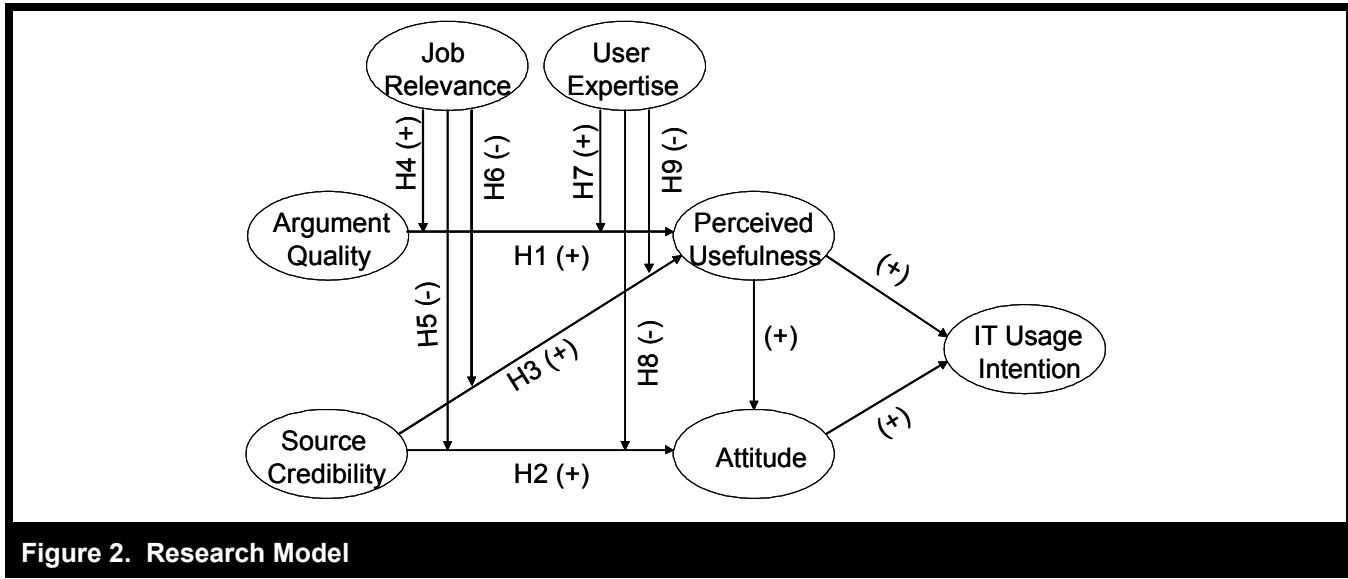 Job
Relevance
User
Expertise
H4 (+)
H6 (-)
H7 (+)
H9 (-)
Argument
Quality
H1 (+)
Perceived
Usefulness
(+)
H5 (-)
H3 (+)
H8 (-)
(+)
IT Usage
Intention
Source
Credibility
H2 (+)
Attitude
(+)
Figure 2. Research Model